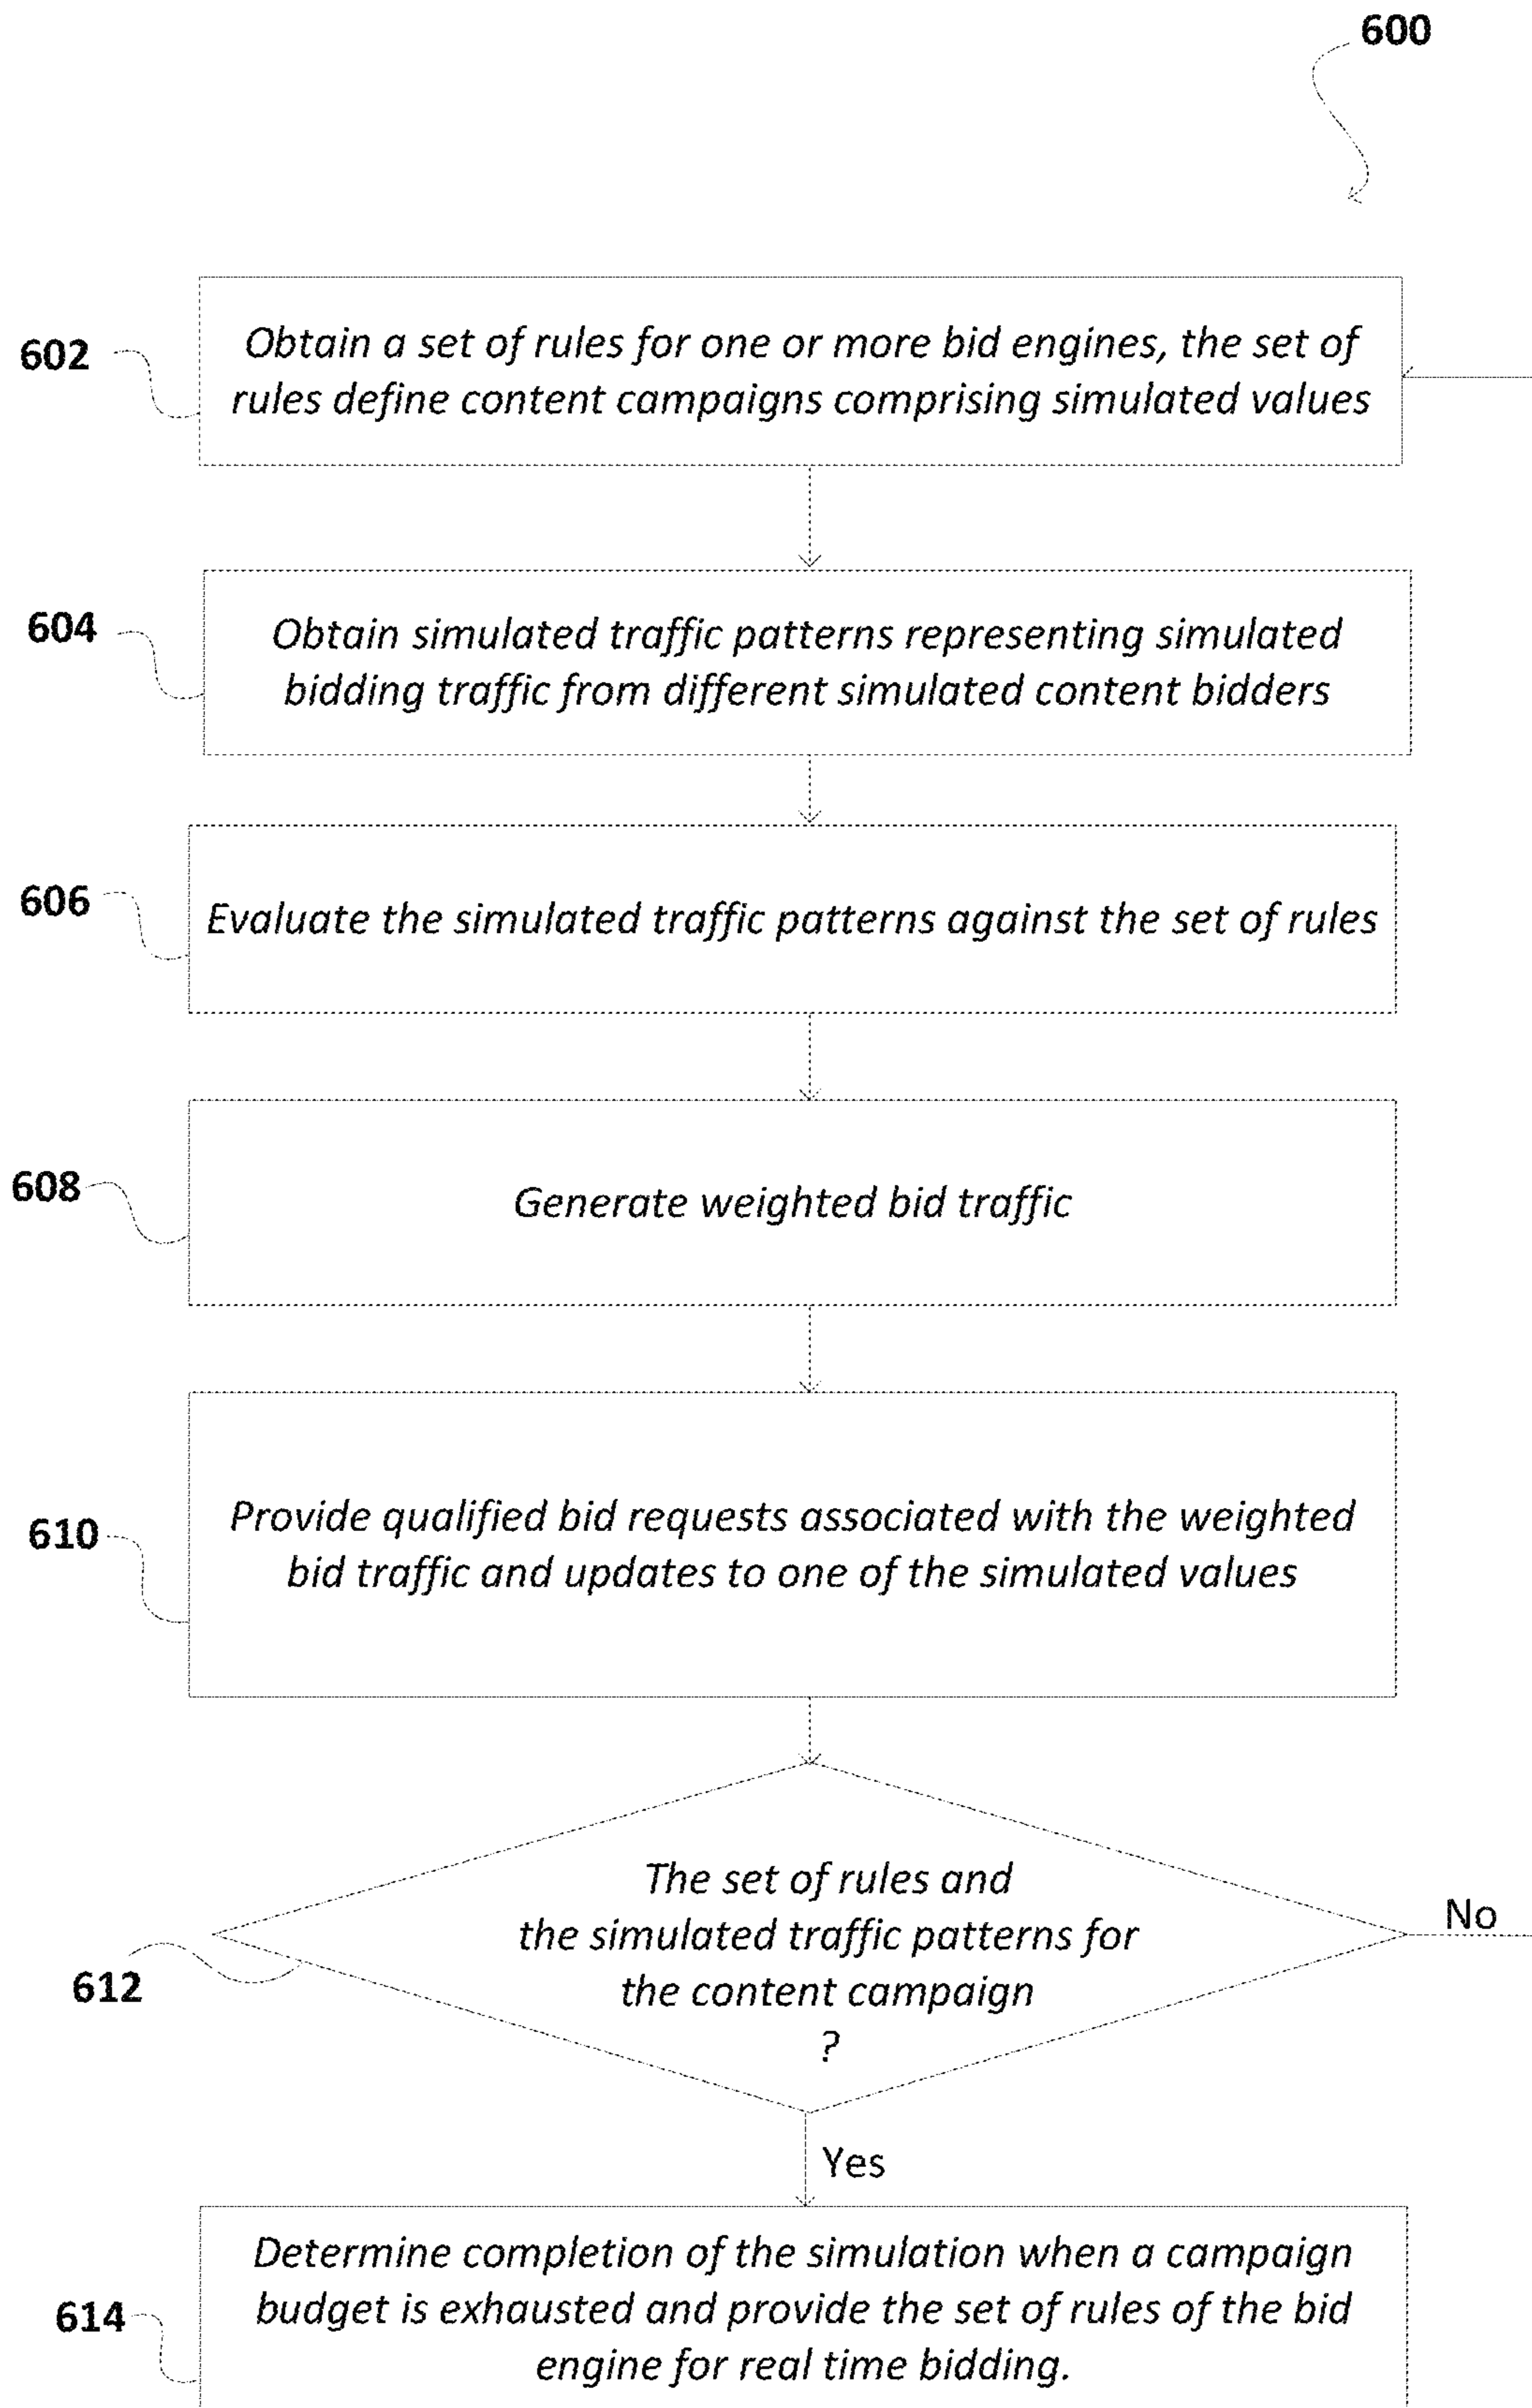 600
602
Obtain a set of rules for one or more bid engines, the set of
rules define content campaigns comprising simulated values
604
Obtain simulated traffic patterns representing simulated
bidding traffic from different simulated content bidders
606
Evaluate the simulated traffic patterns against the set of rules
608
Generate weighted bid traffic
610
Provide qualified bid requests associated with the weighted
bid traffic and updates to one of the simulated values
612
The set of rules and
the simulated traffic patterns for
the content campaign
?
No
Yes
614
Determine completion of the simulation when a campaign
budget is exhausted and provide the set of rules of the bid
engine for real time bidding.